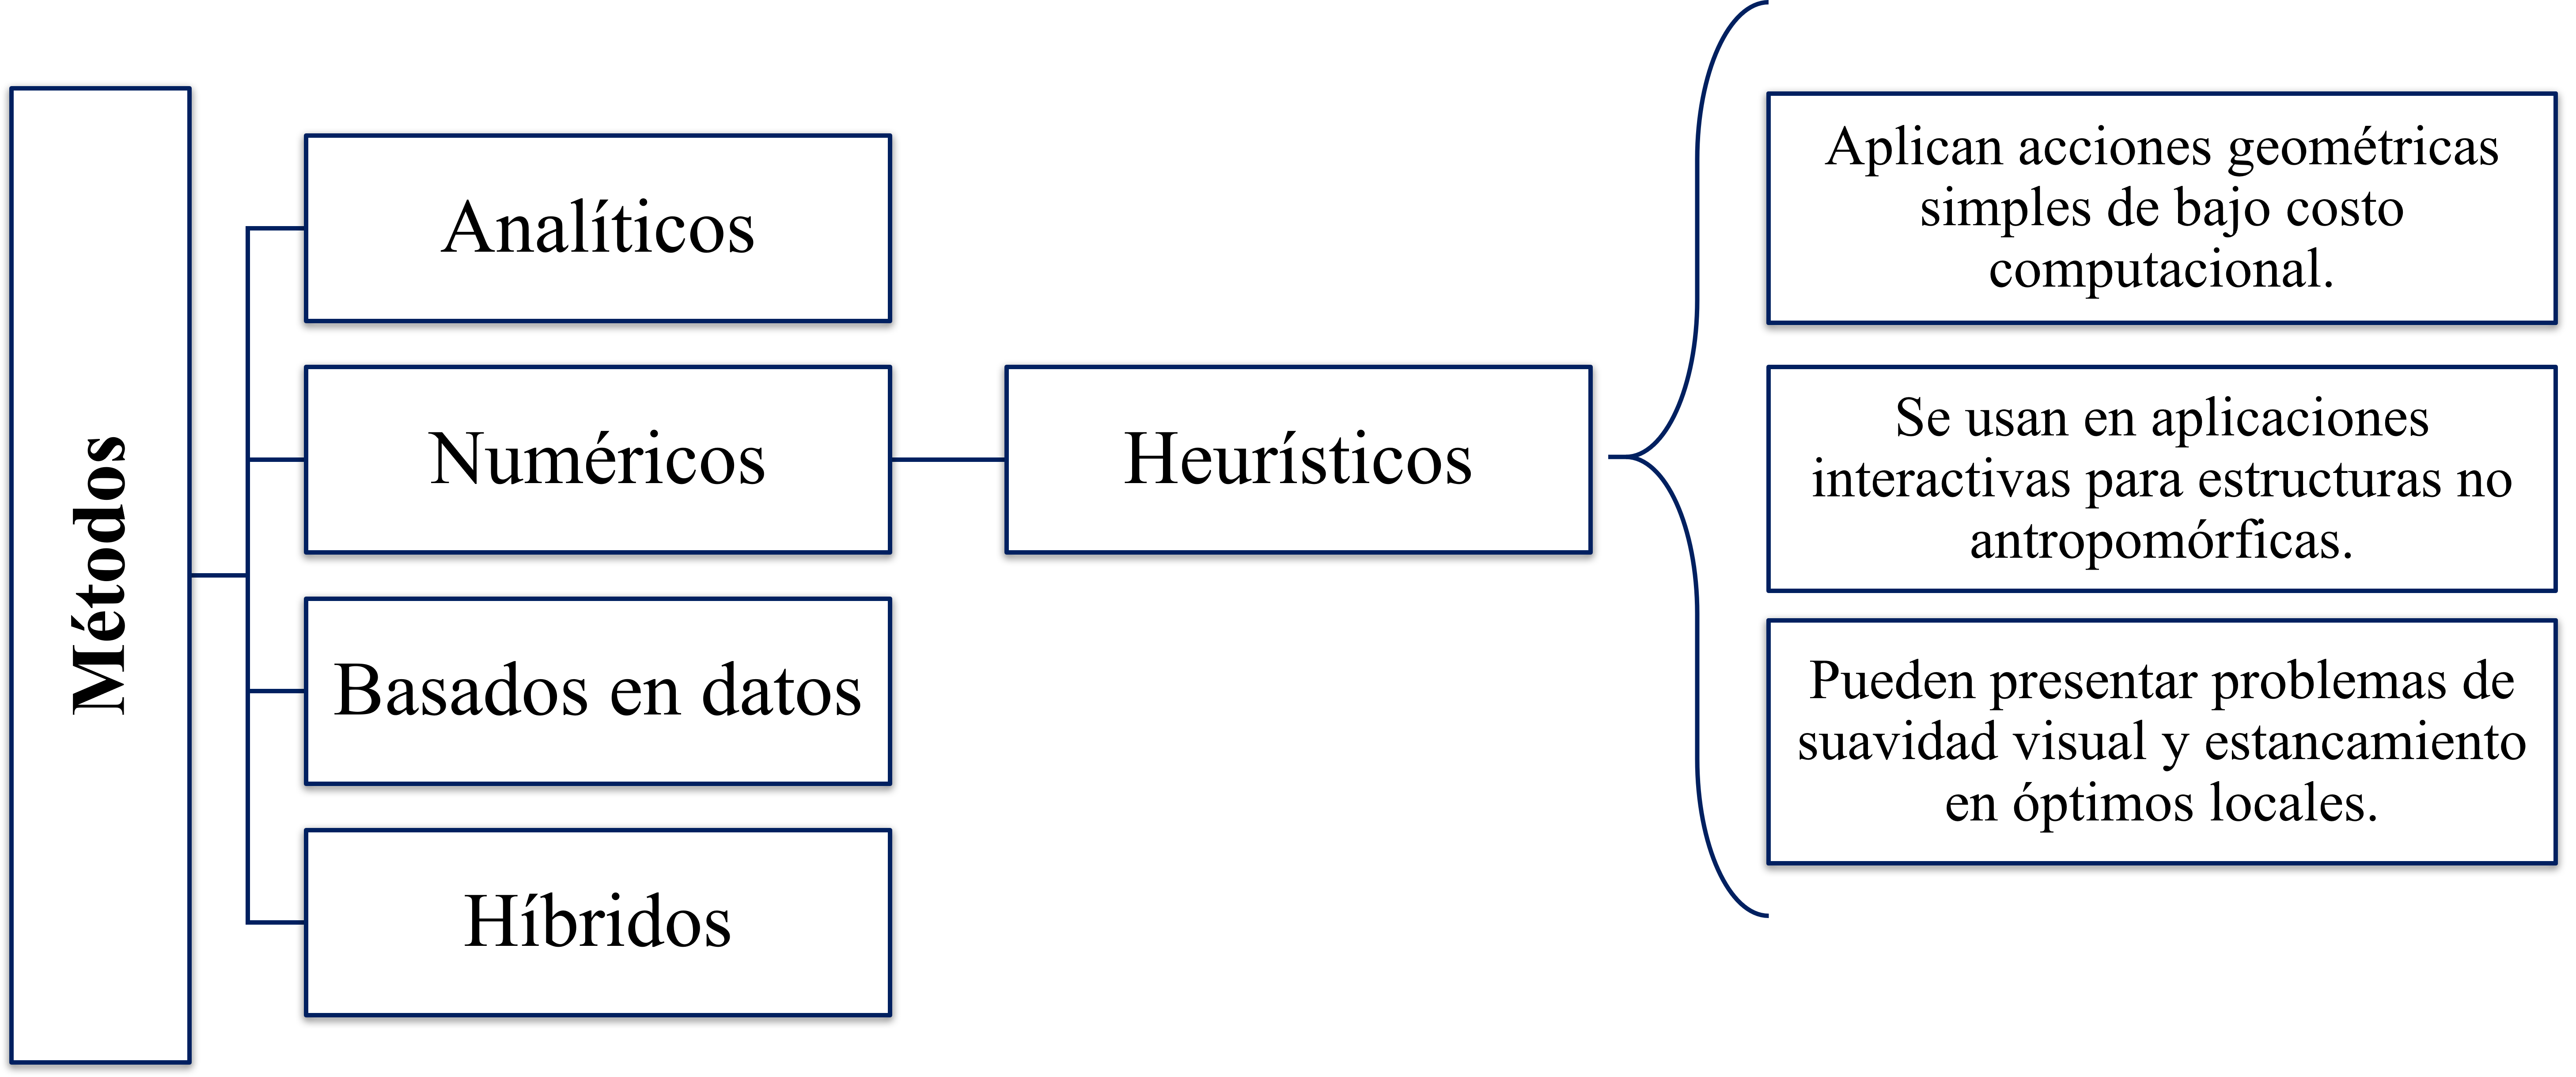 Métodos
Analíticos
Numéricos
Basados en datos
Híbridos
Heurísticos
Aplican acciones geométricas
simples de bajo costo
computacional.
Se usan en aplicaciones
interactivas para estructuras no
antropomórficas.
Pueden presentar problemas de
suavidad visual y estancamiento
en óptimos locales.